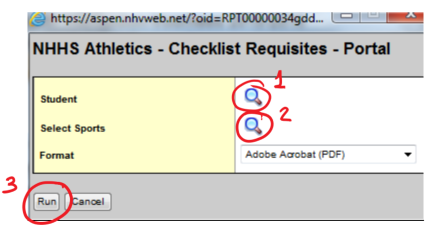 https://aspen.nhvweb.net/?oid=RPT00000034gdd...
NHHS Athletics - Checklist Requisites - Portal
Student 1
Select Sports 2
Format Adobe Acrobat (PDF)
3
Run Cancel